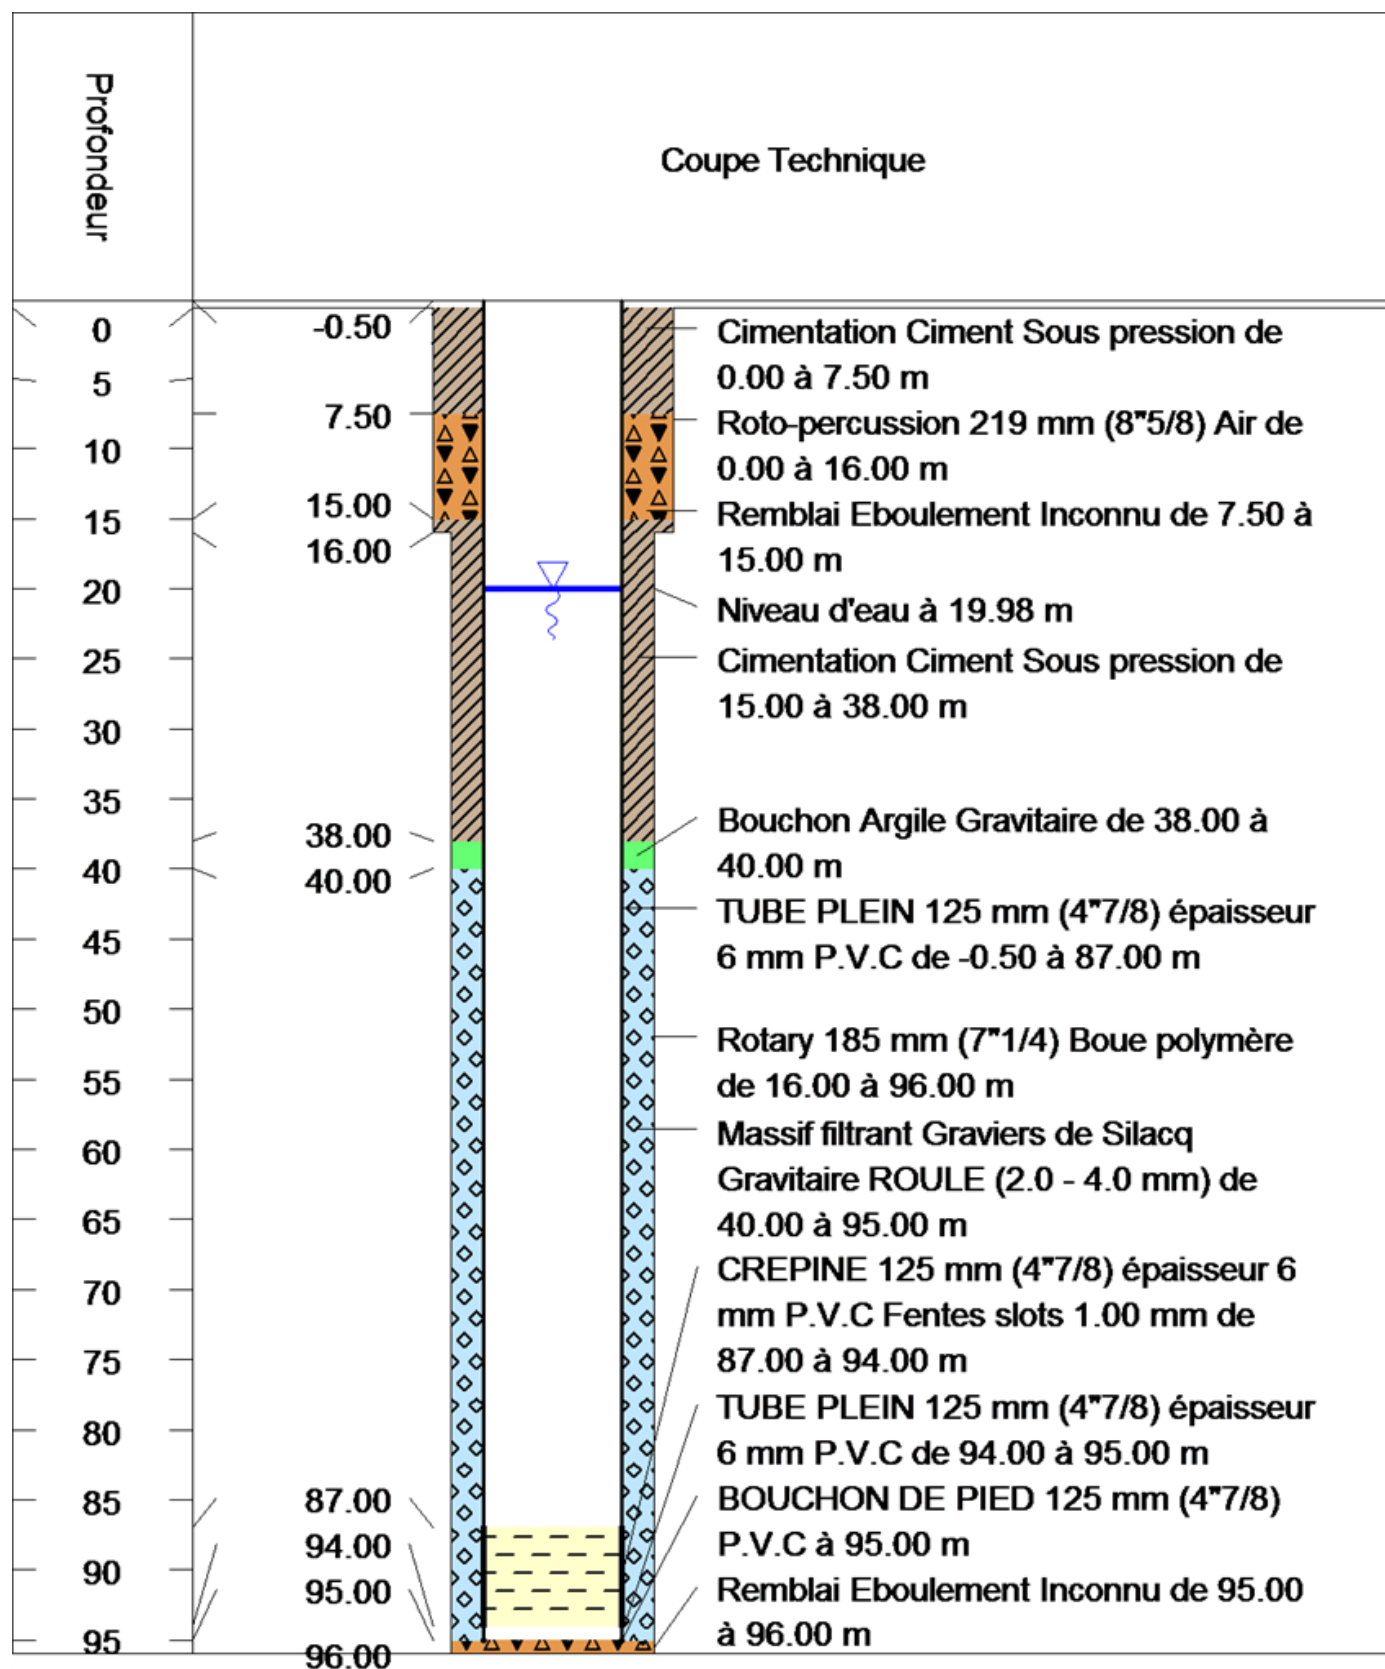 Profondeur
Coupe Technique
0
5
10
15
20
25
30
35
40
45
50
55
60
65
70
75
80
85
90
95
-0.50
7.50
15.00
16.00
38.00
40.00
87.00
94.00
95.00
96.00
Cimentation Ciment Sous pression de
0.00 à 7.50 m
Roto-percussion 219 mm (8"5/8) Air de
0.00 à 16.00 m
Remblai Eboulement Inconnu de 7.50 à
15.00 m
Niveau d'eau à 19.98 m
Cimentation Ciment Sous pression de
15.00 à 38.00 m
Bouchon Argile Gravitaire de 38.00 à
40.00 m
TUBE PLEIN 125 mm (4"7/8) épaisseur
6 mm P.V.C de -0.50 à 87.00 m
Rotary 185 mm (7"1/4) Boue polymère
de 16.00 à 96.00 m
Massif filtrant Graviers de Silacq
Gravitaire ROULE (2.0 - 4.0 mm) de
40.00 à 95.00 m
CREPINE 125 mm (4"7/8) épaisseur 6
mm P.V.C Fentes slots 1.00 mm de
87.00 à 94.00 m
TUBE PLEIN 125 mm (4"7/8) épaisseur
6 mm P.V.C de 94.00 à 95.00 m
BOUCHON DE PIED 125 mm (4"7/8)
P.V.C à 95.00 m
Remblai Eboulement Inconnu de 95.00
à 96.00 m